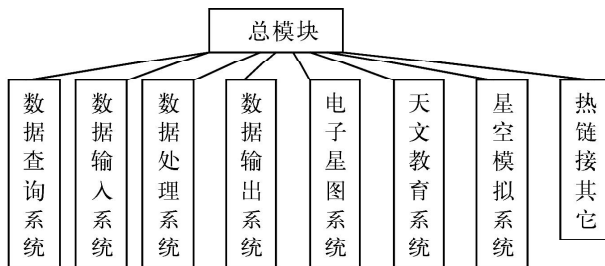 总模块
数据查询系统
数据输入系统
数据处理系统
数据输出系统
电子星图系统
天文教育系统
星空模拟系统
热链接其它